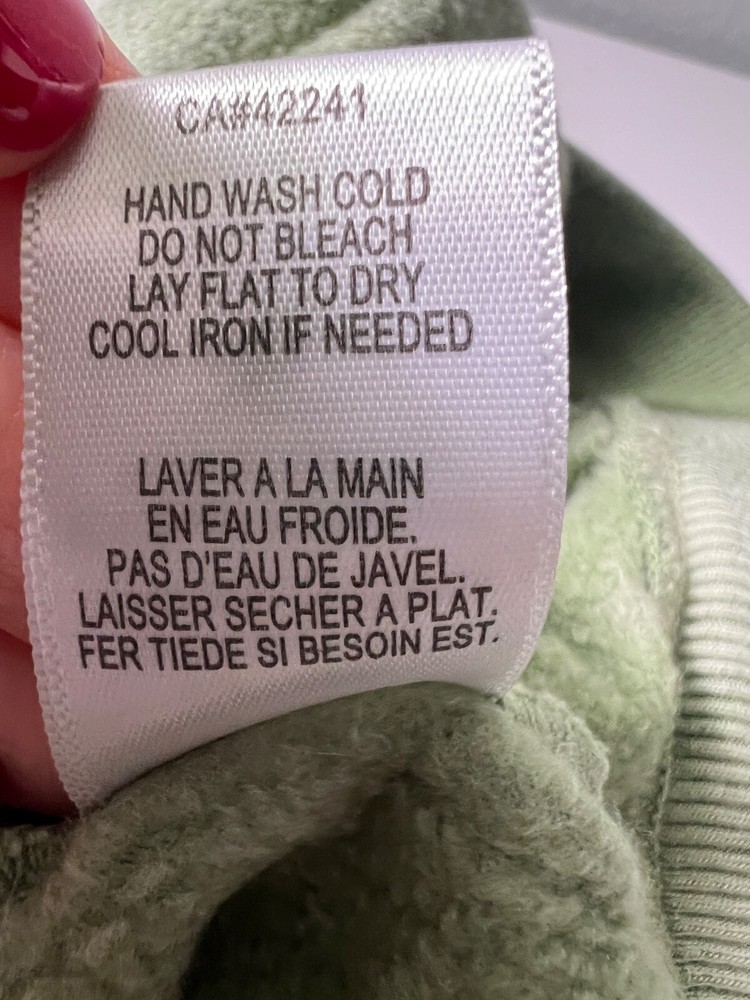 CA#42241
HAND WASH COLD
DO NOT BLEACH
LAY FLAT TO DRY
COOL IRON IF NEEDED
LAVER A LA MAIN
EN EAU FROIDE.
PAS D'EAU DE JAVEL.
LAISSER SECHER A PLAT.
FER TIEDE SI BESOIN EST.